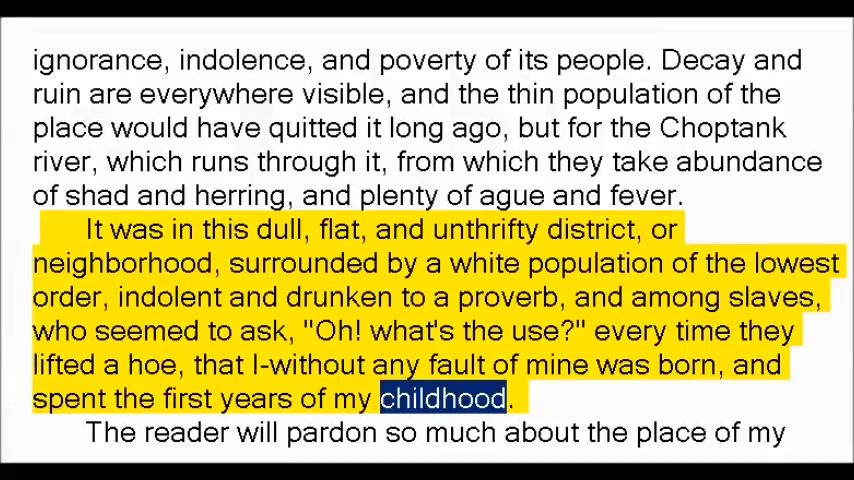 ignorance, indolence, and poverty of its people. Decay and
ruin are everywhere visible, and the thin population of the
place would have quitted it long ago, but for the Choptank
river, which runs through it, from which they take abundance
of shad and herring, and plenty of ague and fever.
It was in this dull, flat, and unthrifty district, or
neighborhood, surrounded by a white population of the lowest
order, indolent and drunken to a proverb, and among slaves,
who seemed to ask, "Oh! what's the use?" every time they
lifted a hoe, that I-without any fault of mine was born, and
spent the first years of my childhood.
The reader will pardon so much about the place of my